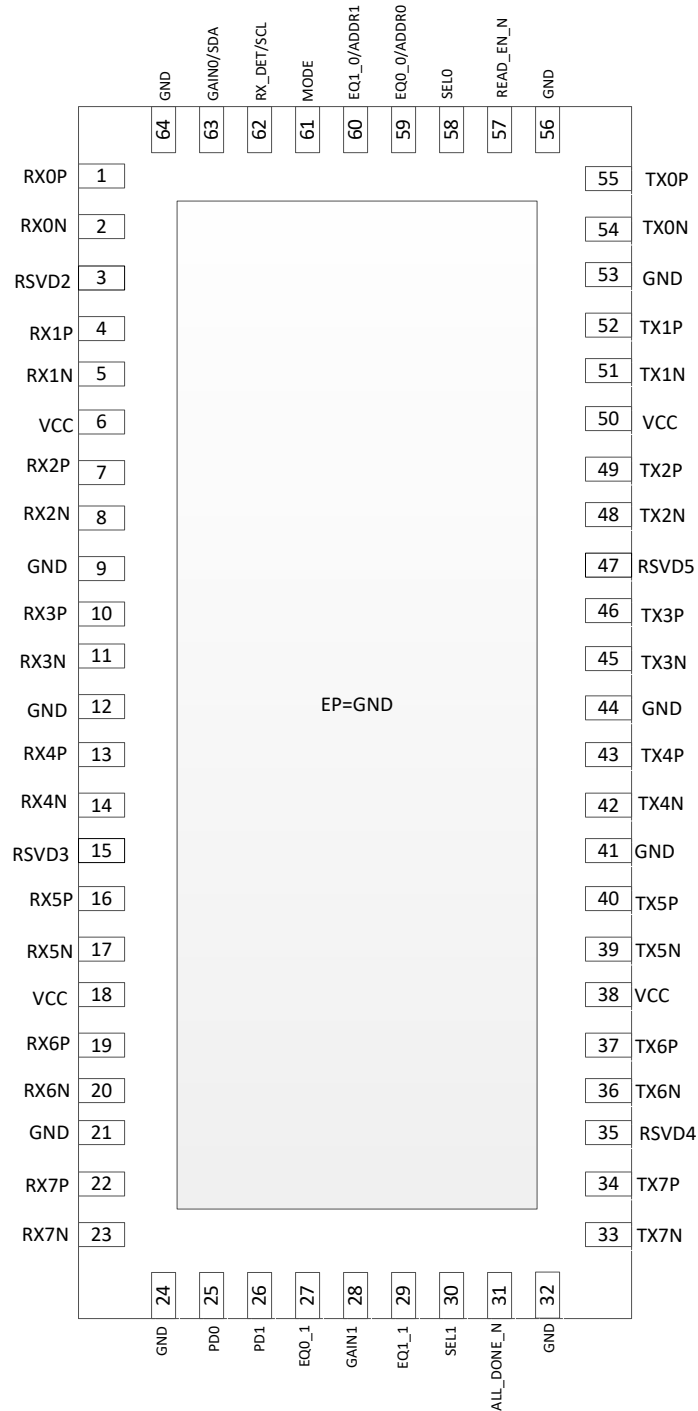 GND
GAIN0/SDA
RX_DET/SCL
MODE
EQ1_0/ADDR1
EQ0_0/ADDR0
SEL0
READ_EN_N
GND
64
63
62
61
60
59
58
57
56
RX0P 1
RX0N 2
RSVD2 3
RX1P 4
RX1N 5
VCC 6
RX2P 7
RX2N 8
GND 9
RX3P 10
RX3N 11
GND 12
RX4P 13
RX4N 14
RSVD3 15
RX5P 16
RX5N 17
VCC 18
RX6P 19
RX6N 20
GND 21
RX7P 22
RX7N 23
EP=GND
55 TX0P
54 TX0N
53 GND
52 TX1P
51 TX1N
50 VCC
49 TX2P
48 TX2N
47 RSVD5
46 TX3P
45 TX3N
44 GND
43 TX4P
42 TX4N
41 GND
40 TX5P
39 TX5N
38 VCC
37 TX6P
36 TX6N
35 RSVD4
34 TX7P
33 TX7N
24
25
26
27
28
29
30
31
32
GND
PD0
PD1
EQ0_1
GAIN1
EQ1_1
SEL1
ALL_DONE_N
GND